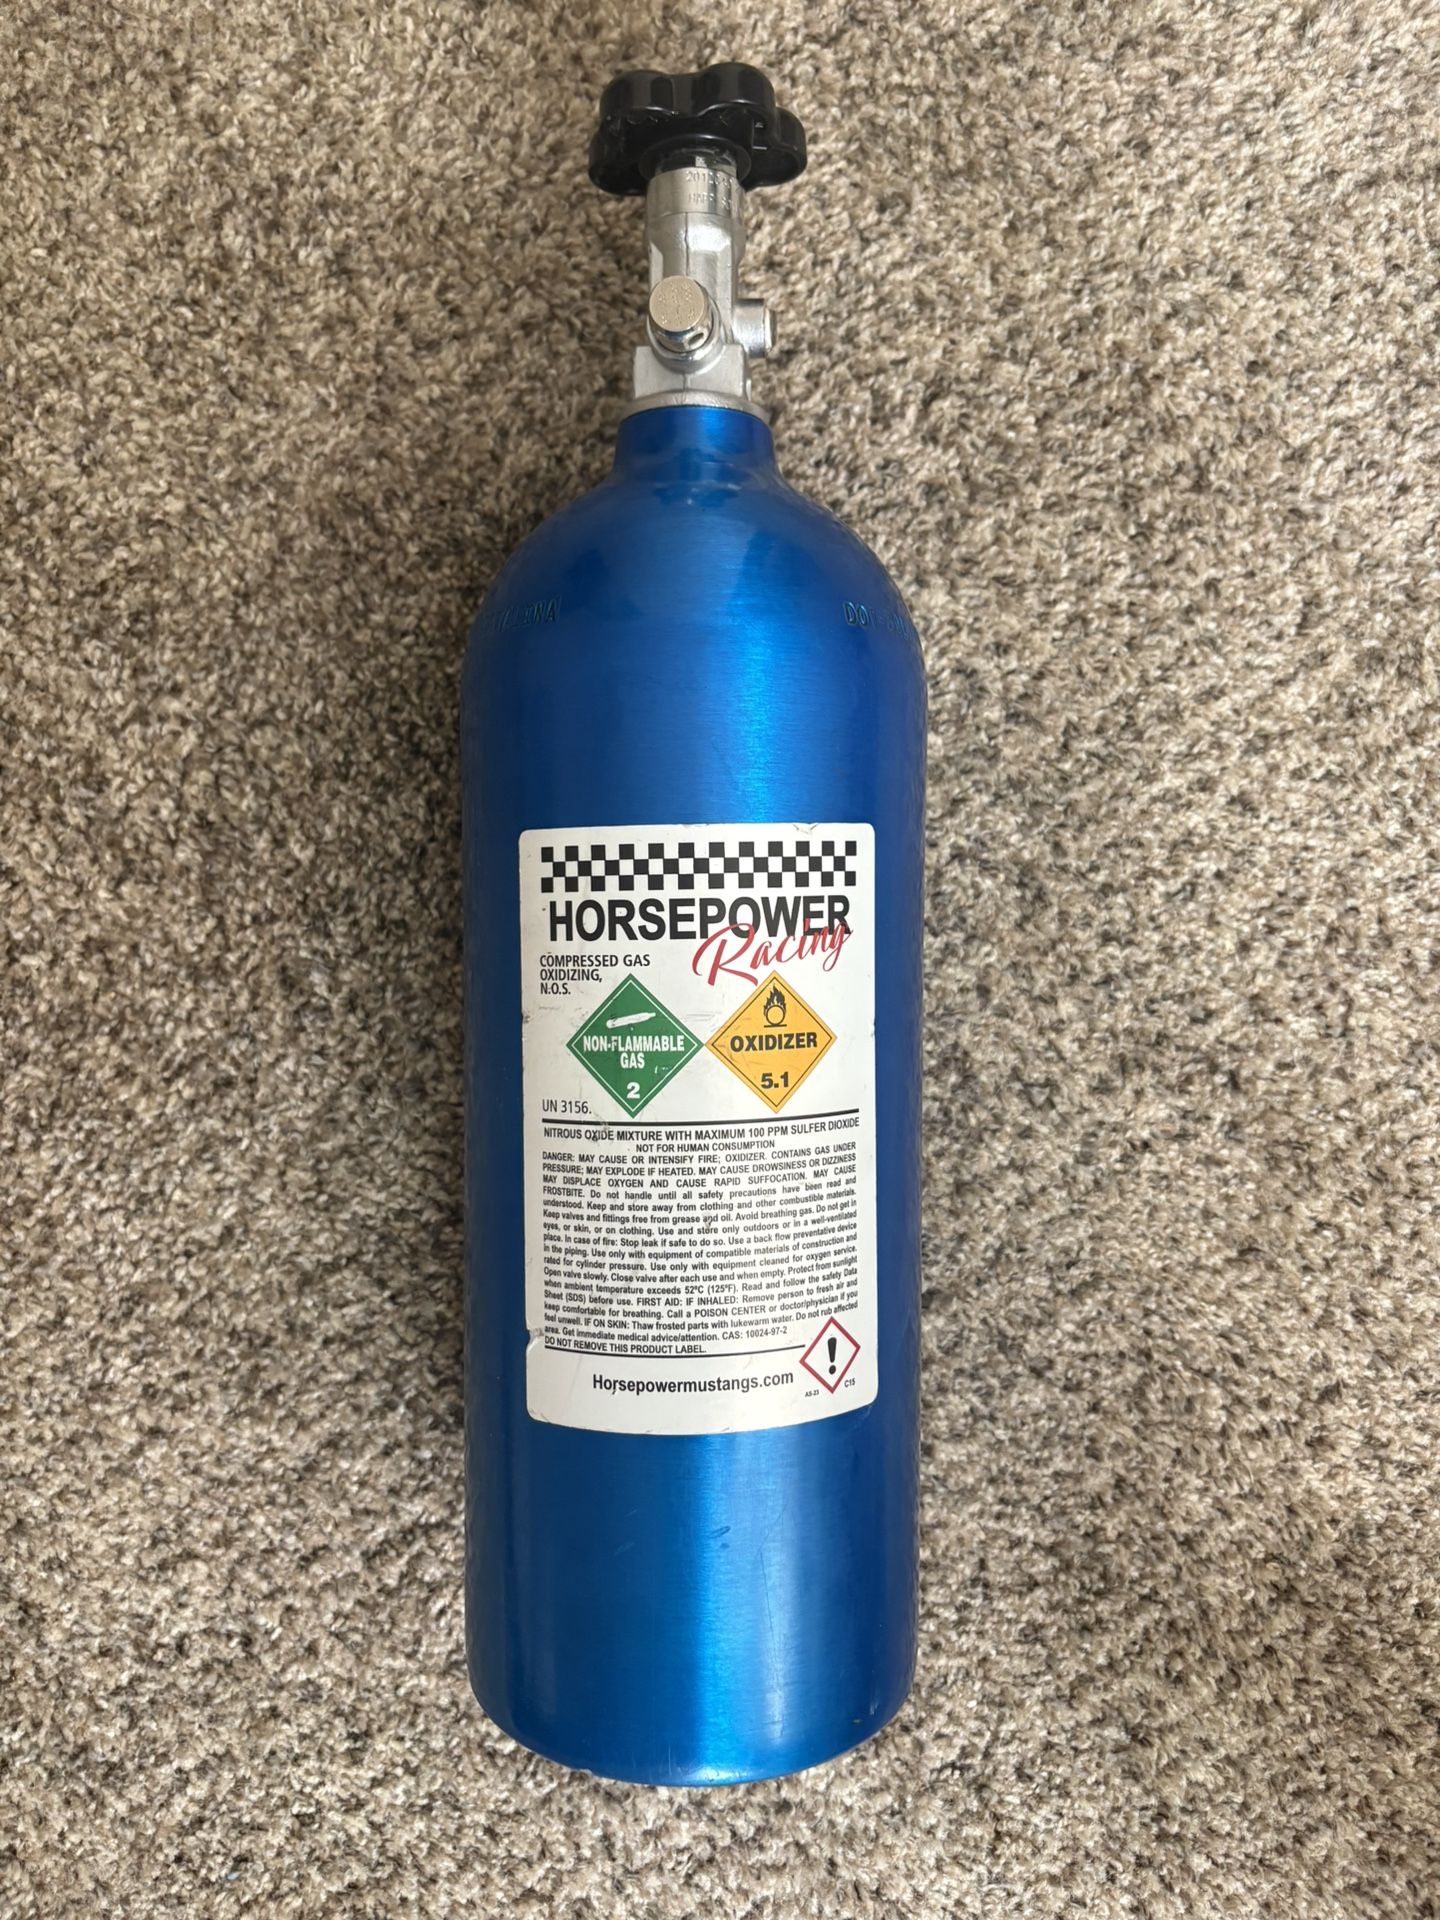 HORSEPOWER
Racing
COMPRESSED GAS
OXIDIZING,
N.O.S.
NON-FLAMMABLE
GAS
2
OXIDIZER
5.1
UN 3156.
NITROUS OXIDE MIXTURE WITH MAXIMUM 100 PPM SULFER DIOXIDE
NOT FOR HUMAN CONSUMPTION
DANGER: MAY CAUSE OR INTENSIFY FIRE; OXIDIZER. CONTAINS GAS UNDER
PRESSURE; MAY EXPLODE IF HEATED. MAY CAUSE DROWSINESS OR DIZZINESS
MAY DISPLACE OXYGEN AND CAUSE RAPID SUFFOCATION. MAY CAUSE
FROSTBITE. Do not handle until all safety precautions have been read and
understood. Keep and store away from clothing and other combustible materials.
Keep valves and fittings free from grease and oil. Avoid breathing gas. Do not get in
eyes, or skin, or on clothing. Use and store only outdoors or in a well-ventilated
place. In case of fire: Stop leak if safe to do so. Use a back flow preventative device
in the piping. Use only with equipment of compatible materials of construction and
rated for cylinder pressure. Use only with equipment cleaned for oxygen service.
Open valve slowly. Close valve after each use and when empty. Protect from sunlight
when ambient temperature exceeds 52°C (125°F). Read and follow the safety Data
Sheet (SDS) before use. FIRST AID: IF INHALED: Remove person to fresh air and
keep comfortable for breathing. Call a POISON CENTER or doctor/physician if you
feel unwell. IF ON SKIN: Thaw frosted parts with lukewarm water. Do not rub affected
area. Get immediate medical advice/attention. CAS: 10024-97-2
DO NOT REMOVE THIS PRODUCT LABEL.
!
Horsepowermustangs.com
AS-23
C15